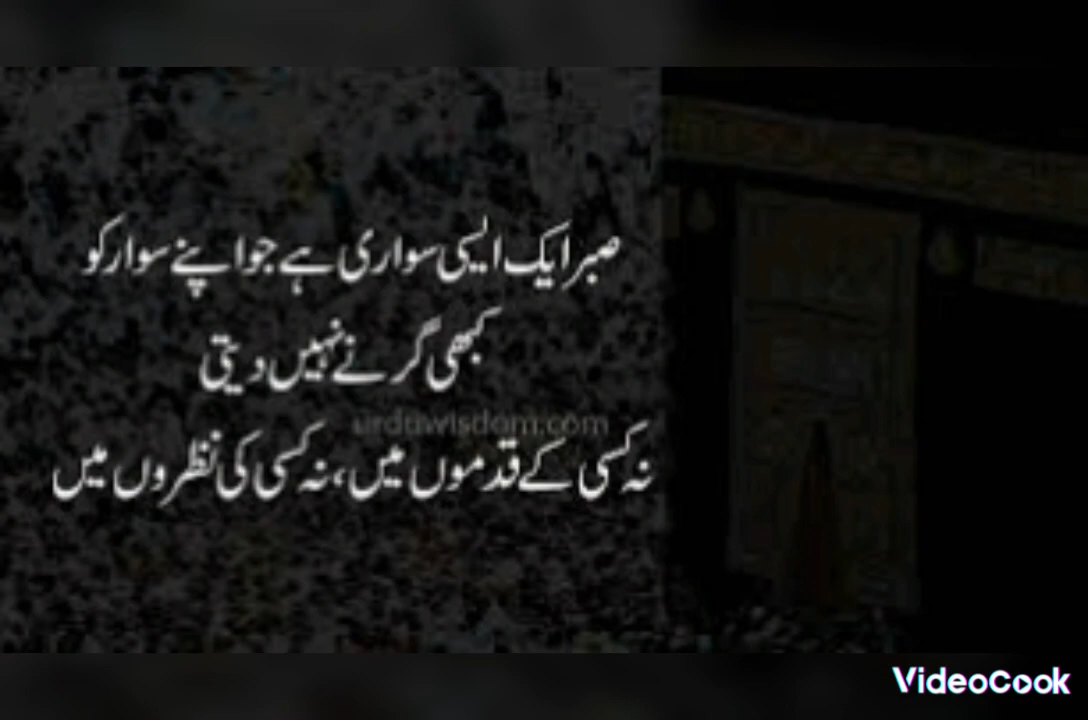 صبر ایک ایسی سواری ہے جو اپنے سوار کو
کبھی گرنے نہیں دیتی
urduwisdom.com
نہ کسی کے قدموں میں، نہ کسی کی نظروں میں
VideoCook